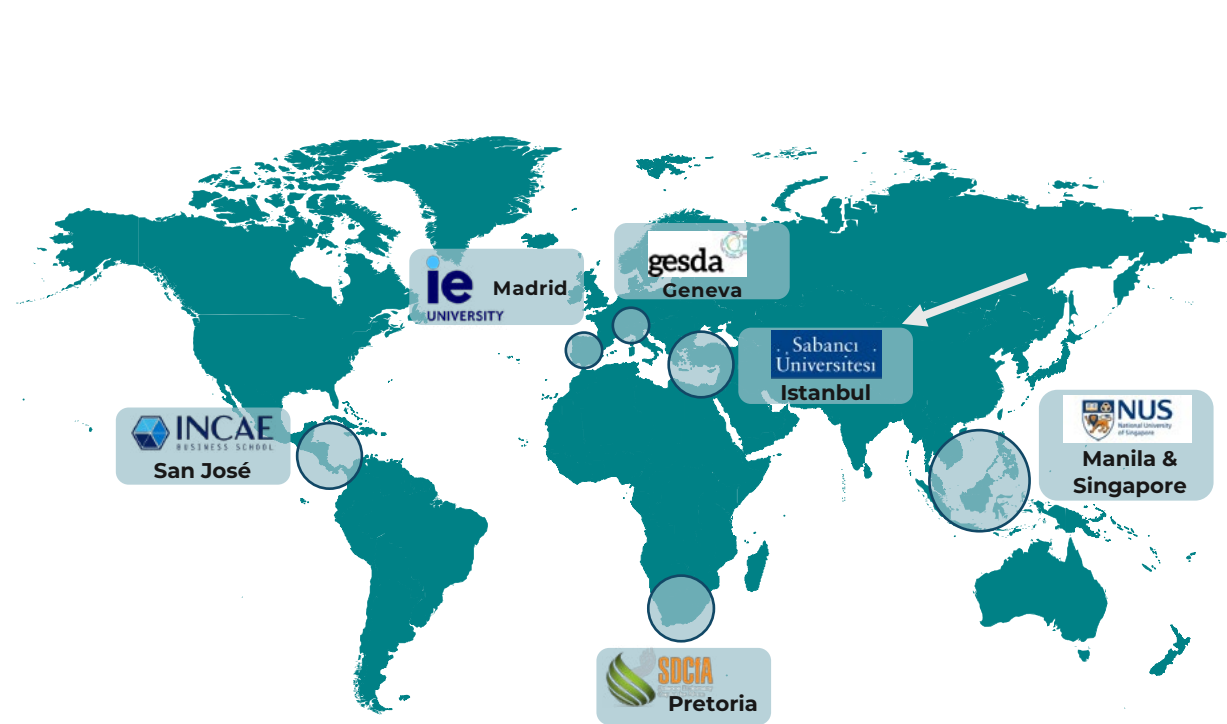 gesda
Geneva
ie
UNIVERSITY
Madrid
Sabancı
Üniversitesi
Istanbul
NUS
National University
of Singapore
Manila &
Singapore
INCAE
BUSINESS SCHOOL
San José
SDCIA
Pretoria